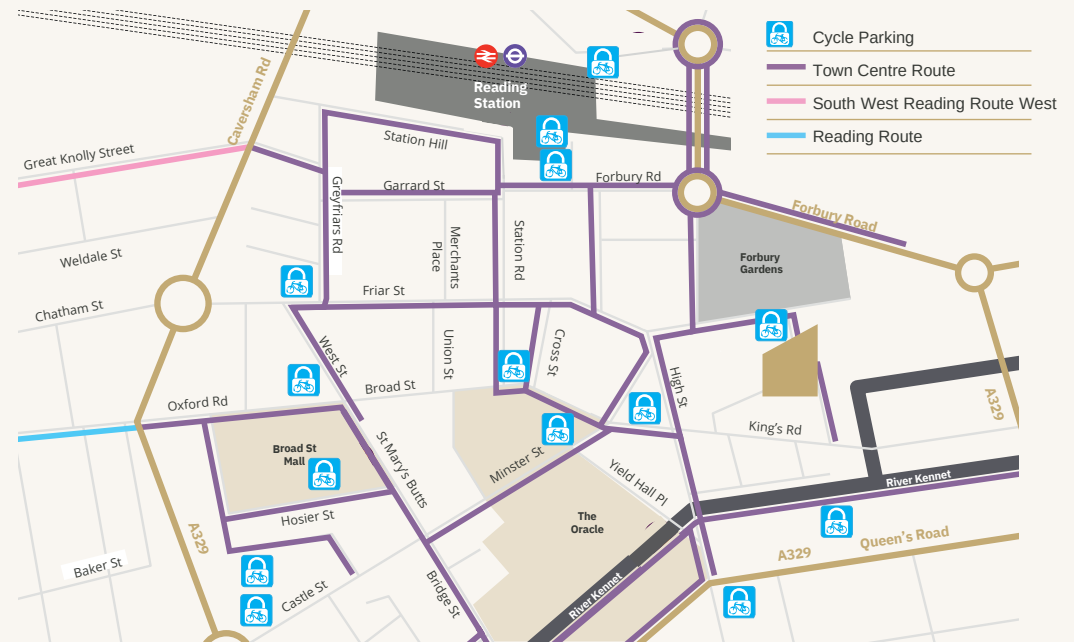 Cycle Parking
Town Centre Route
South West Reading Route West
Reading Route
Caversham Rd
Reading
Station
Great Knolly Street
Station Hill
Garrard St
Forbury Rd
Greyfriars Rd
Forbury Road
Merchants
Place
Station Rd
Weldale St
Forbury
Gardens
Friar St
Chatham St
West St
Union St
Cross St
Broad St
High St
Oxford Rd
A329
King's Rd
Broad St
Mall
St Mary's Butts
Minster St
Yield Hall Pl
River Kennet
Hosier St
The
Oracle
A329
Queen's Road
A329
Baker St
Castle St
Bridge St
River Kennet